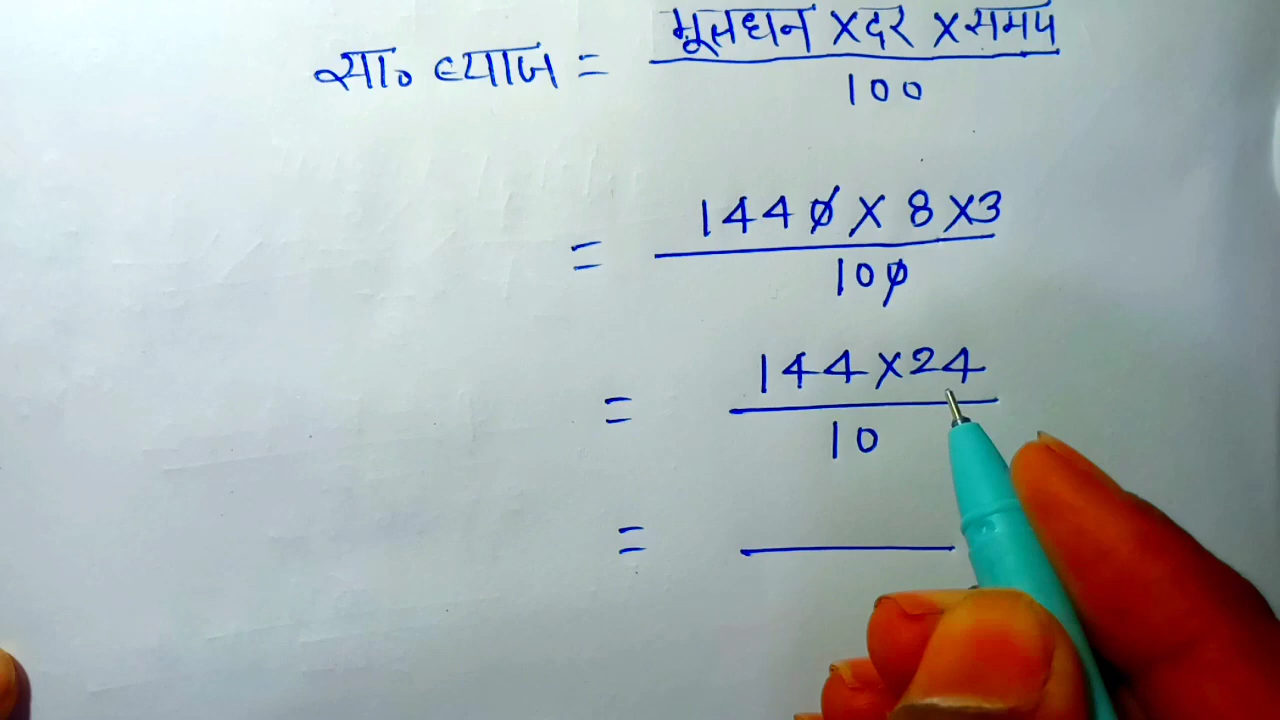 सा० ब्याज = मूलधन X दर X समय
100
= 1440 X 8 X 3
100
= 144 X 24
10
=